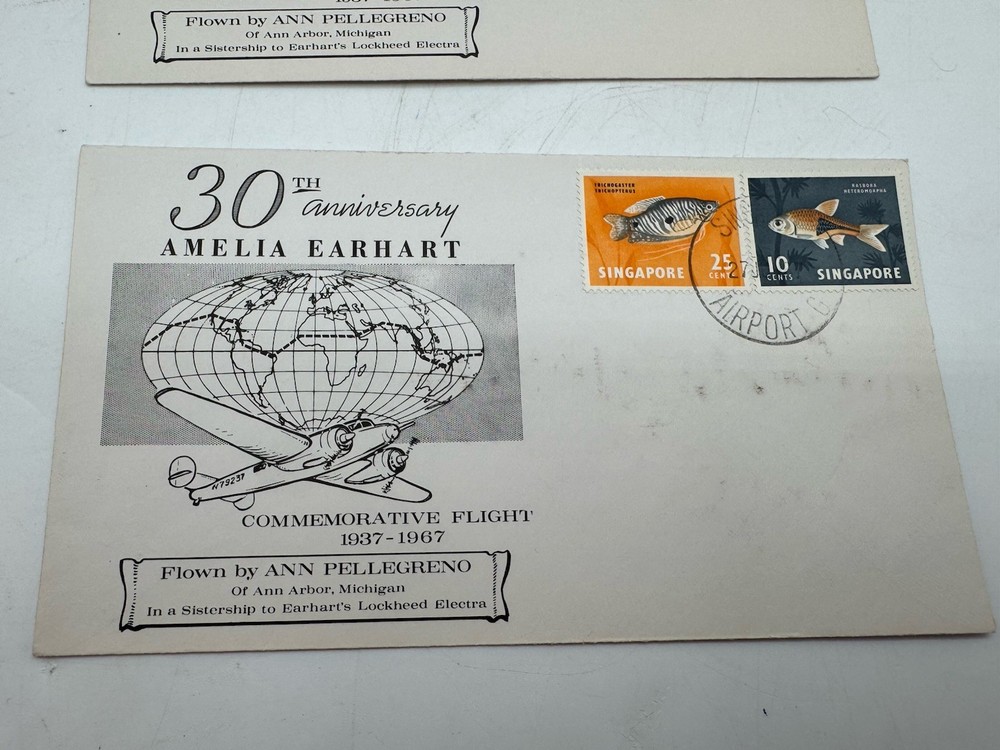 Flown by ANN PELLEGRENO
Of Ann Arbor, Michigan
In a Sistership to Earhart's Lockheed Electra
30TH anniversary
AMELIA EARHART
TRICHOGASTER
TRICHOPTERUS
25
CENTS
SINGAPORE
RASBORA
HETEROMORPHA
10
CENTS
SINGAPORE
AIRPORT
N79237
COMMEMORATIVE FLIGHT
1937-1967
Flown by ANN PELLEGRENO
Of Ann Arbor, Michigan
In a Sistership to Earhart's Lockheed Electra